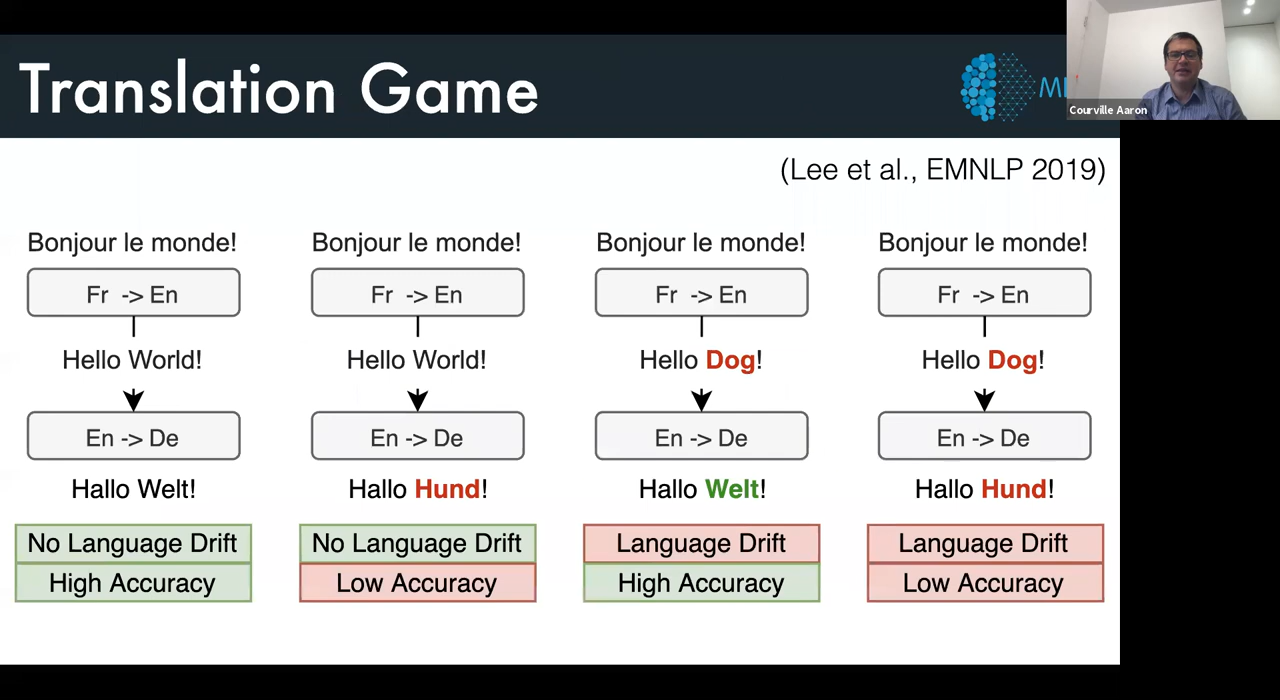 Translation Game
Courville Aaron
(Lee et al., EMNLP 2019)
Bonjour le monde!
Fr -> En
Hello World!
En -> De
Hallo Welt!
No Language Drift
High Accuracy
Bonjour le monde!
Fr -> En
Hello World!
En -> De
Hallo Hund!
No Language Drift
Low Accuracy
Bonjour le monde!
Fr -> En
Hello Dog!
En -> De
Hallo Welt!
Language Drift
High Accuracy
Bonjour le monde!
Fr -> En
Hello Dog!
En -> De
Hallo Hund!
Language Drift
Low Accuracy